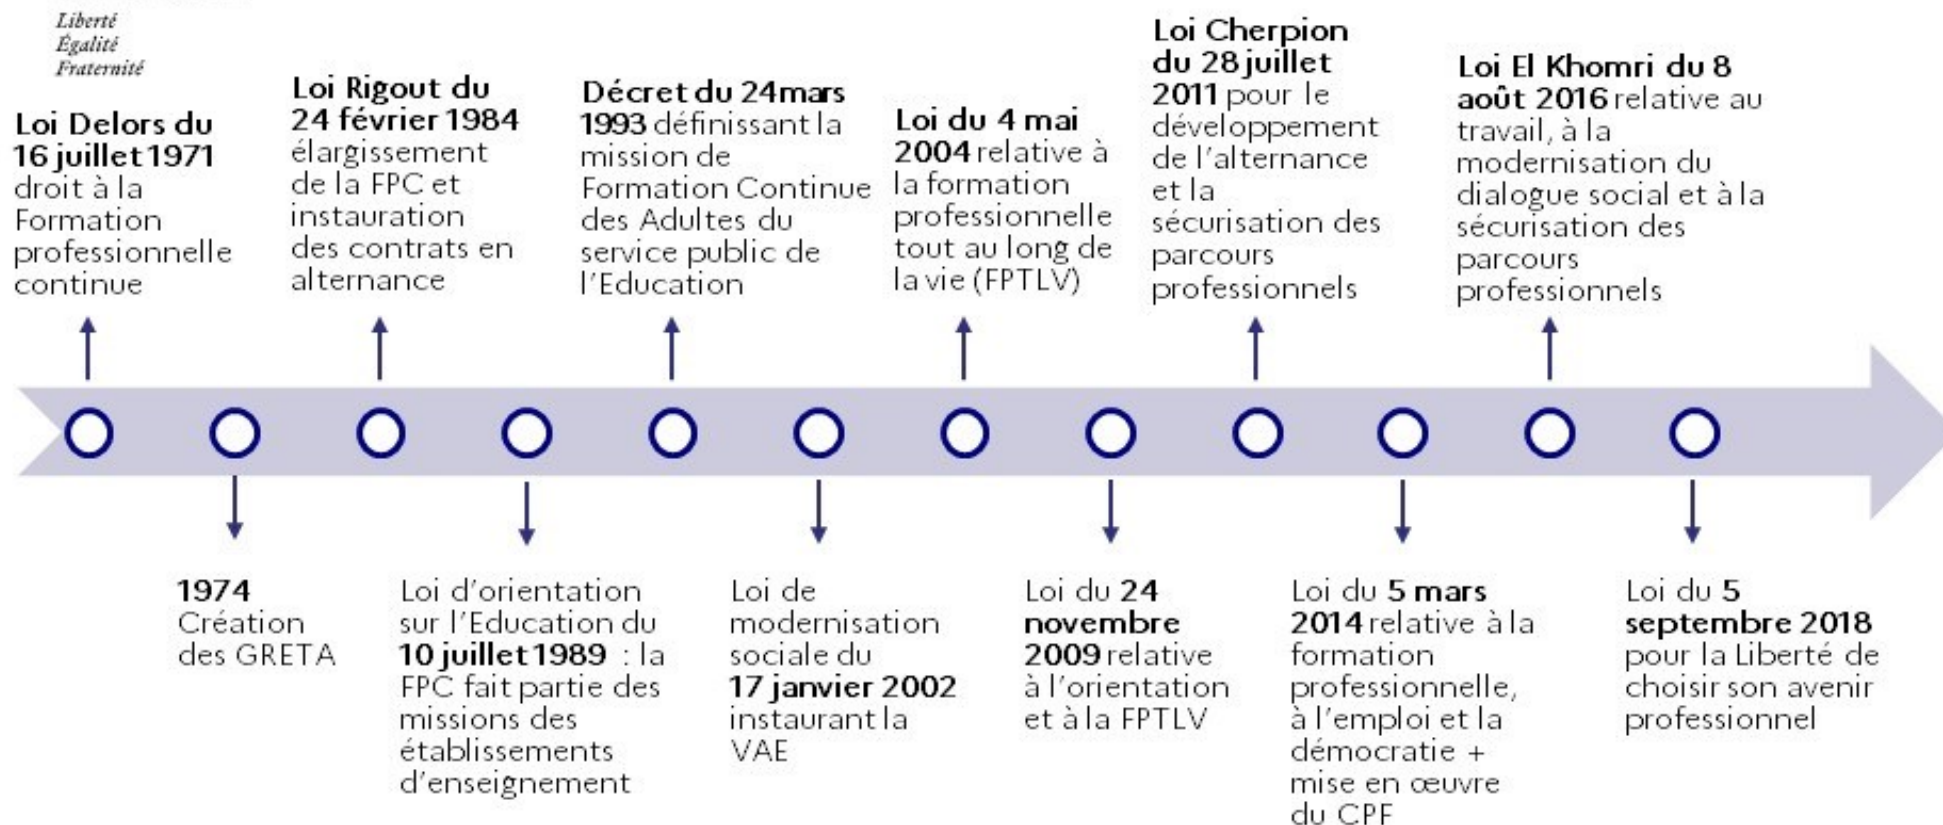 Liberté
Égalité
Fraternité
Loi Delors du
16 juillet 1971
droit à la
Formation
professionnelle
continue
Loi Rigout du
24 février 1984
élargissement
de la FPC et
instauration
des contrats en
alternance
Décret du 24 mars
1993 définissant la
mission de
Formation Continue
des Adultes du
service public de
l'Education
Loi du 4 mai
2004 relative à
la formation
professionnelle
tout au long de
la vie (FPTLV)
Loi Cherpion
du 28 juillet
2011 pour le
développement
de l'alternance
et la
sécurisation des
parcours
professionnels
Loi El Khomri du 8
août 2016 relative au
travail, à la
modernisation du
dialogue social et à la
sécurisation des
parcours
professionnels
1974
Création
des GRETA
Loi d'orientation
sur l'Education du
10 juillet 1989 : la
FPC fait partie des
missions des
établissements
d'enseignement
Loi de
modernisation
sociale du
17 janvier 2002
instaurant la
VAE
Loi du 24
novembre
2009 relative
à l'orientation
et à la FPTLV
Loi du 5 mars
2014 relative à la
formation
professionnelle,
à l'emploi et la
démocratie +
mise en œuvre
du CPF
Loi du 5
septembre 2018
pour la Liberté de
choisir son avenir
professionnel